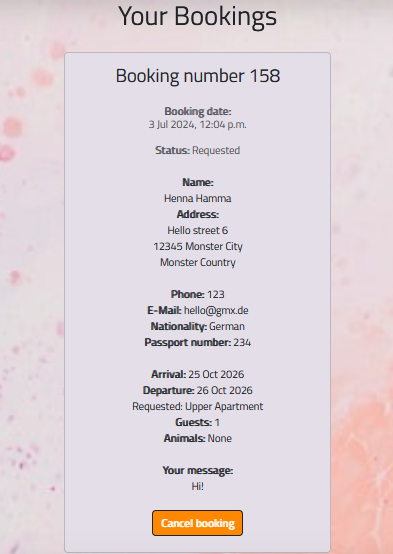 Your Bookings
Booking number 158
Booking date:
3 Jul 2024, 12:04 p.m.
Status: Requested
Name:
Henna Hamma
Address:
Hello street 6
12345 Monster City
Monster Country
Phone: 123
E-Mail: hello@gmx.de
Nationality: German
Passport number: 234
Arrival: 25 Oct 2026
Departure: 26 Oct 2026
Requested: Upper Apartment
Guests: 1
Animals: None
Your message:
Hi!
Cancel booking